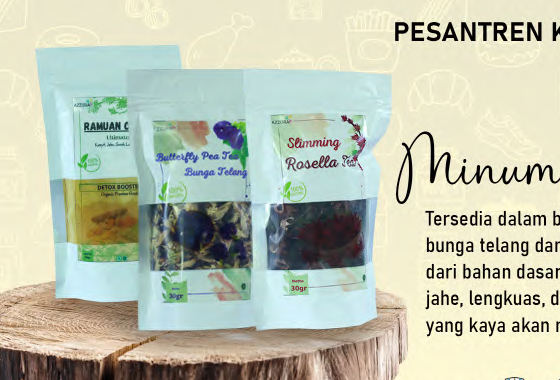 PESANTREN K
Minum
Tersedia dalam b
bunga telang dan
dari bahan dasar
jahe, lengkuas, d
yang kaya akan
RAMUAN
DETOX BOOSTE
Butterfly Pea Tea
Bunga Telang
30gr
Slimming
Rosella Tea
30gr